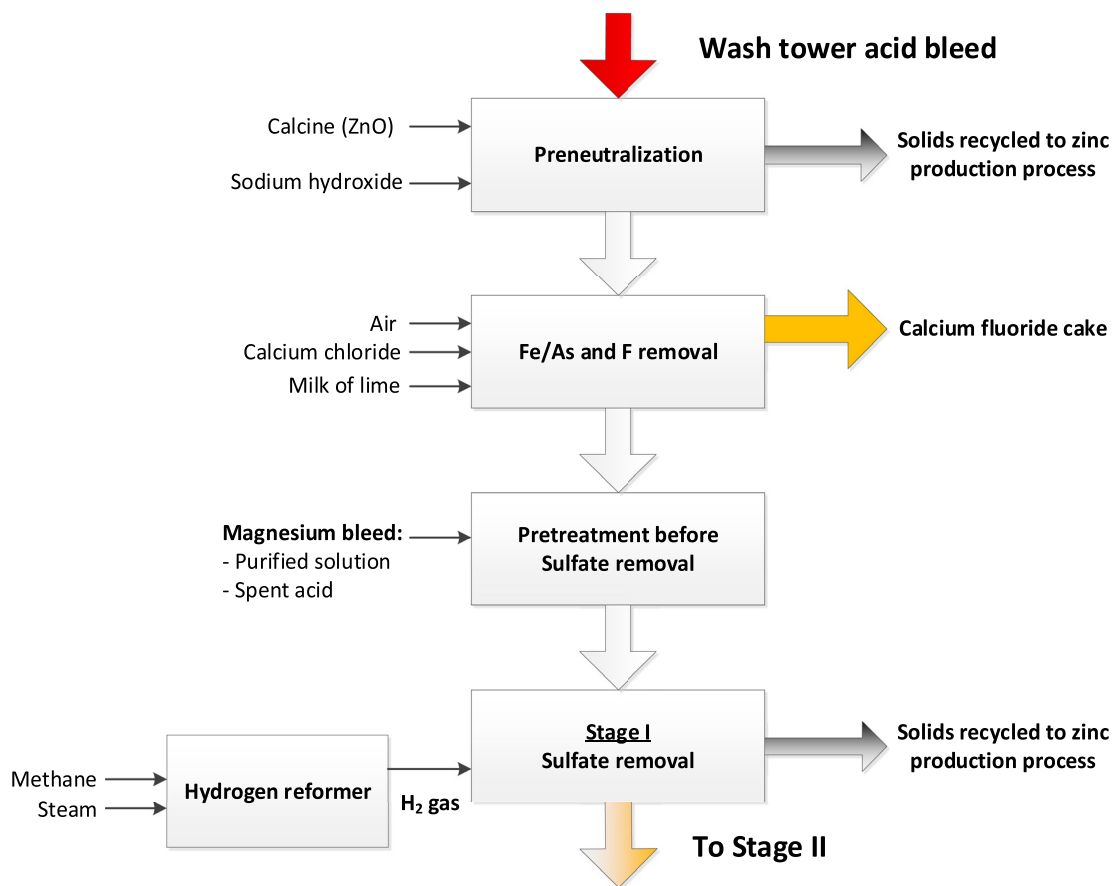 Wash tower acid bleed
Calcine (ZnO)
Sodium hydroxide
Preneutralization
Solids recycled to zinc
production process
Air
Calcium chloride
Milk of lime
Fe/As and F removal
Calcium fluoride cake
Magnesium bleed:
- Purified solution
- Spent acid
Pretreatment before
Sulfate removal
Methane
Steam
Hydrogen reformer
H₂ gas
Stage I
Sulfate removal
Solids recycled to zinc
production process
To Stage II